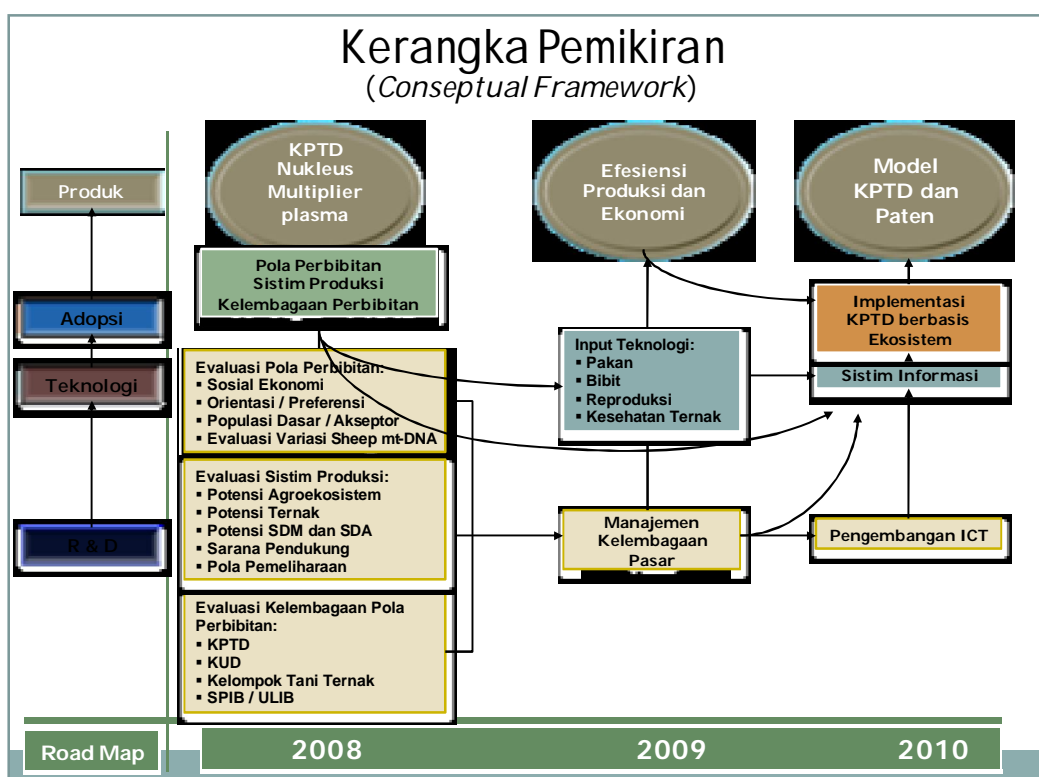 Kerangka Pemikiran
(Conseptual Framework)
Produk
Adopsi
Teknologi
R & D
KPTD
Nukleus
Multiplier
plasma
Pola Perbibitan
Sistim Produksi
Kelembagaan Perbibitan
Evaluasi Pola Perbibitan:
▪ Sosial Ekonomi
▪ Orientasi / Preferensi
▪ Populasi Dasar / Akseptor
▪ Evaluasi Variasi Sheep mt-DNA
Evaluasi Sistim Produksi:
▪ Potensi Agroekosistem
▪ Potensi Ternak
▪ Potensi SDM dan SDA
▪ Sarana Pendukung
▪ Pola Pemeliharaan
Evaluasi Kelembagaan Pola
Perbibitan:
▪ KPTD
▪ KUD
▪ Kelompok Tani Ternak
▪ SPIB / ULIB
Efesiensi
Produksi dan
Ekonomi
Input Teknologi:
▪ Pakan
▪ Bibit
▪ Reproduksi
▪ Kesehatan Ternak
Manajemen
Kelembagaan
Pasar
Model
KPTD dan
Paten
Implementasi
KPTD berbasis
Ekosistem
Sistim Informasi
Pengembangan ICT
Road Map
2008
2009
2010